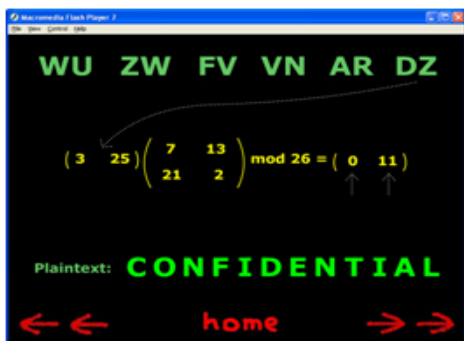 Macromedia Flash Player 7
File View Control Help
WU ZW FV VN AR DZ
( 3 25 ) ( 7 13 ) mod 26 = ( 0 11 )
21 2
Plaintext: CONFIDENTIAL
home